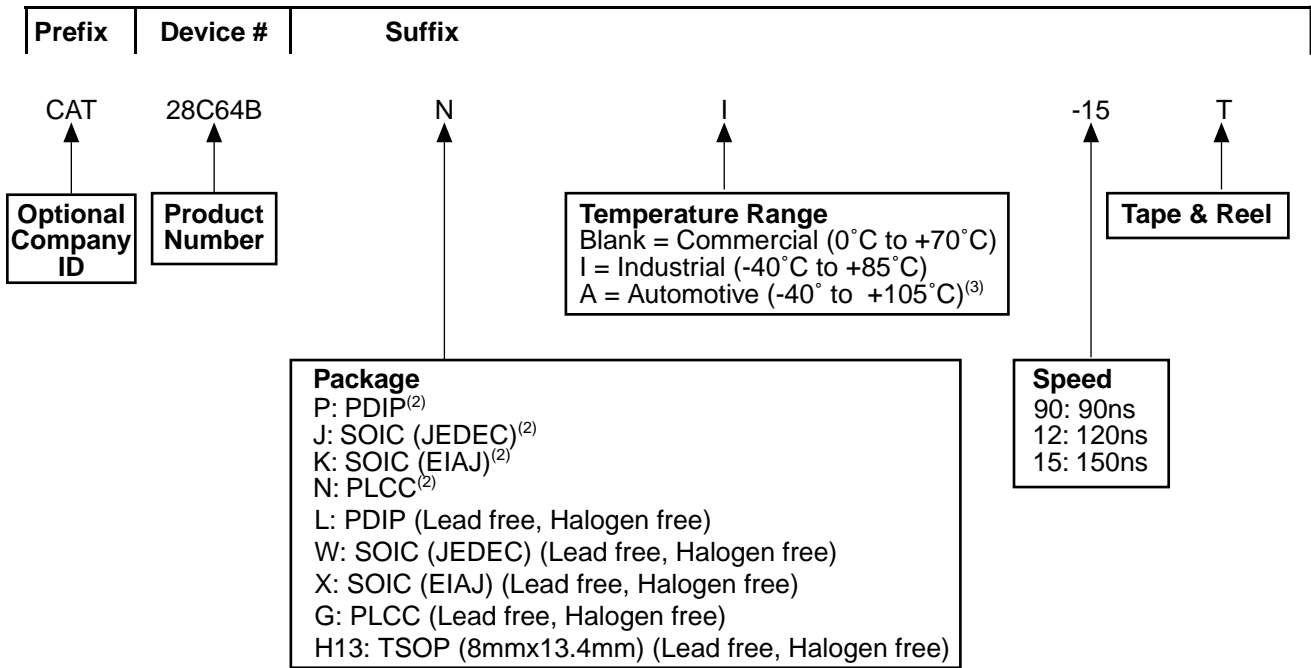 Prefix Device # Suffix
CAT 28C64B N I -15 T
Optional
Company
ID
Product
Number
Temperature Range
Blank = Commercial (0˚C to +70˚C)
I = Industrial (-40˚C to +85˚C)
A = Automotive (-40˚ to +105˚C)(3)
Tape & Reel
Package
P: PDIP(2)
J: SOIC (JEDEC)(2)
K: SOIC (EIAJ)(2)
N: PLCC(2)
L: PDIP (Lead free, Halogen free)
W: SOIC (JEDEC) (Lead free, Halogen free)
X: SOIC (EIAJ) (Lead free, Halogen free)
G: PLCC (Lead free, Halogen free)
H13: TSOP (8mmx13.4mm) (Lead free, Halogen free)
Speed
90: 90ns
12: 120ns
15: 150ns